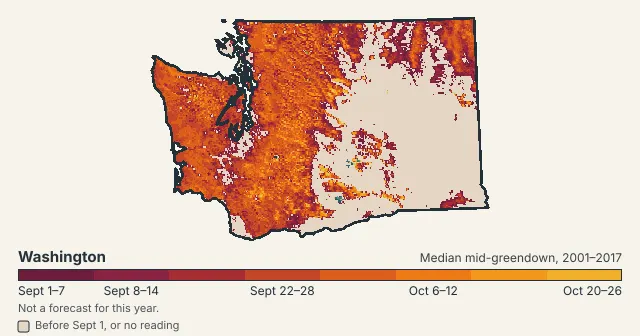 Washington
Median mid-greendown, 2001–2017
Sept 1–7 Sept 8–14 Sept 22–28 Oct 6–12 Oct 20–26
Not a forecast for this year.
Before Sept 1, or no reading